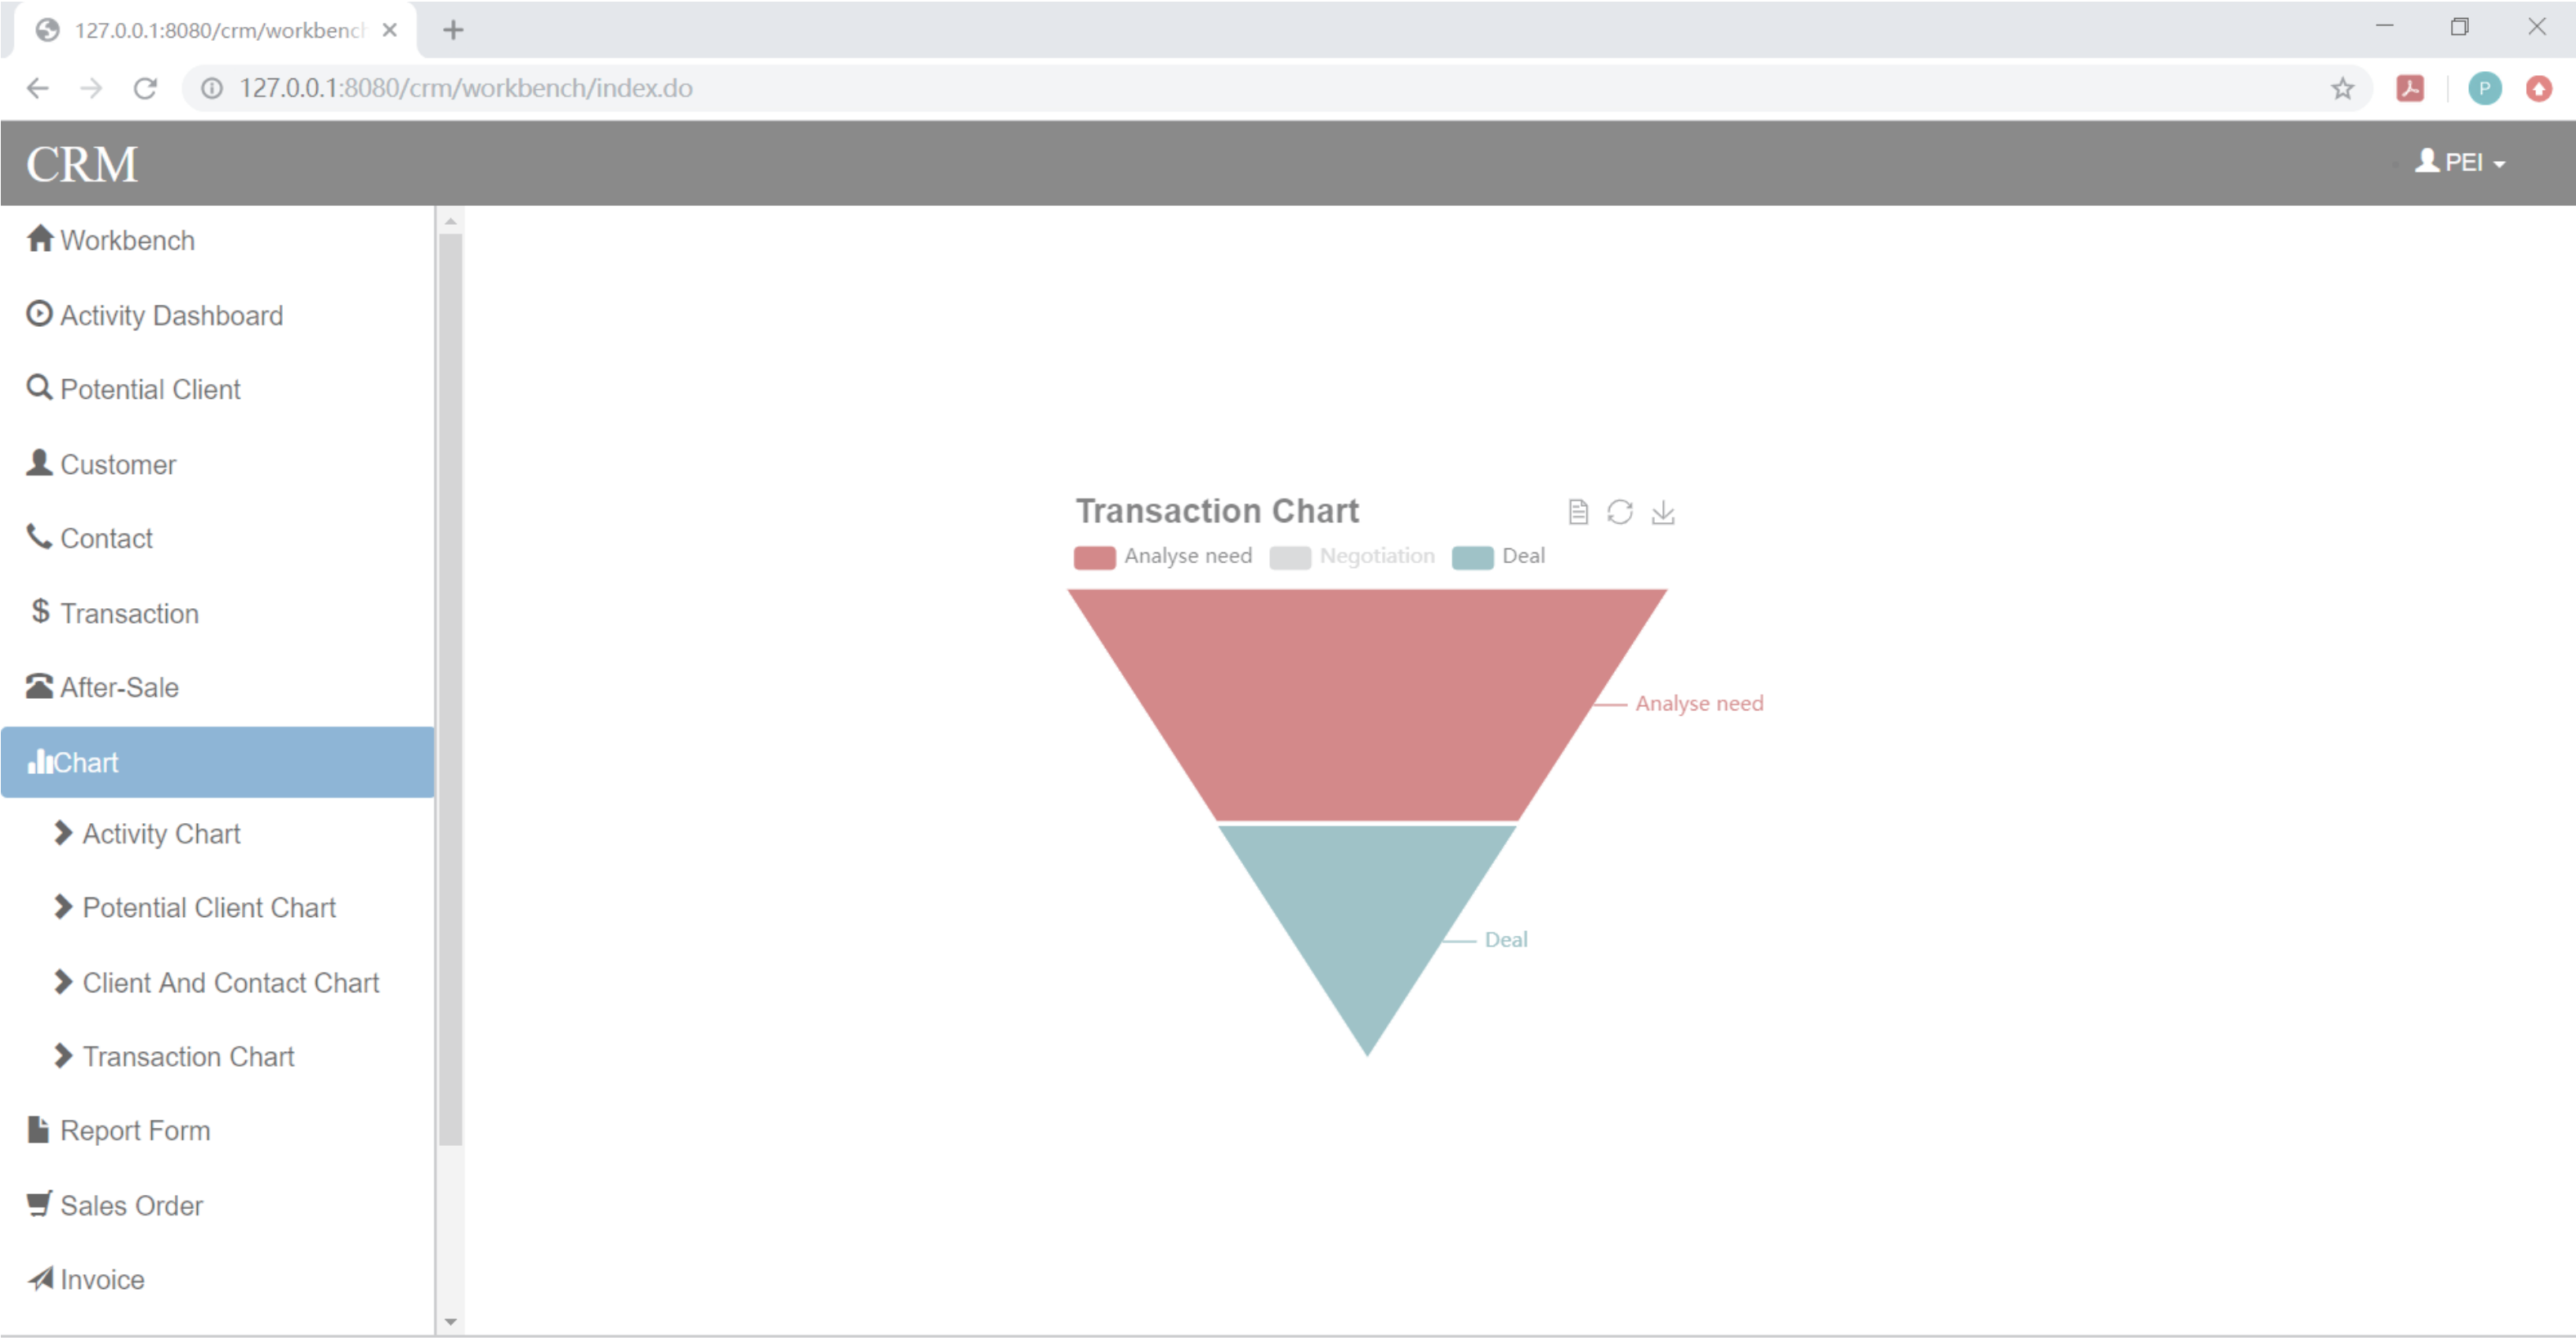 127.0.0.1:8080/crm/workbench
127.0.0.1:8080/crm/workbench/index.do
P
CRM
PEI
Workbench
Activity Dashboard
Potential Client
Customer
Contact
$ Transaction
After-Sale
Chart
Activity Chart
Potential Client Chart
Client And Contact Chart
Transaction Chart
Report Form
Sales Order
Invoice
Transaction Chart
Analyse need Negotiation Deal
Analyse need
Deal